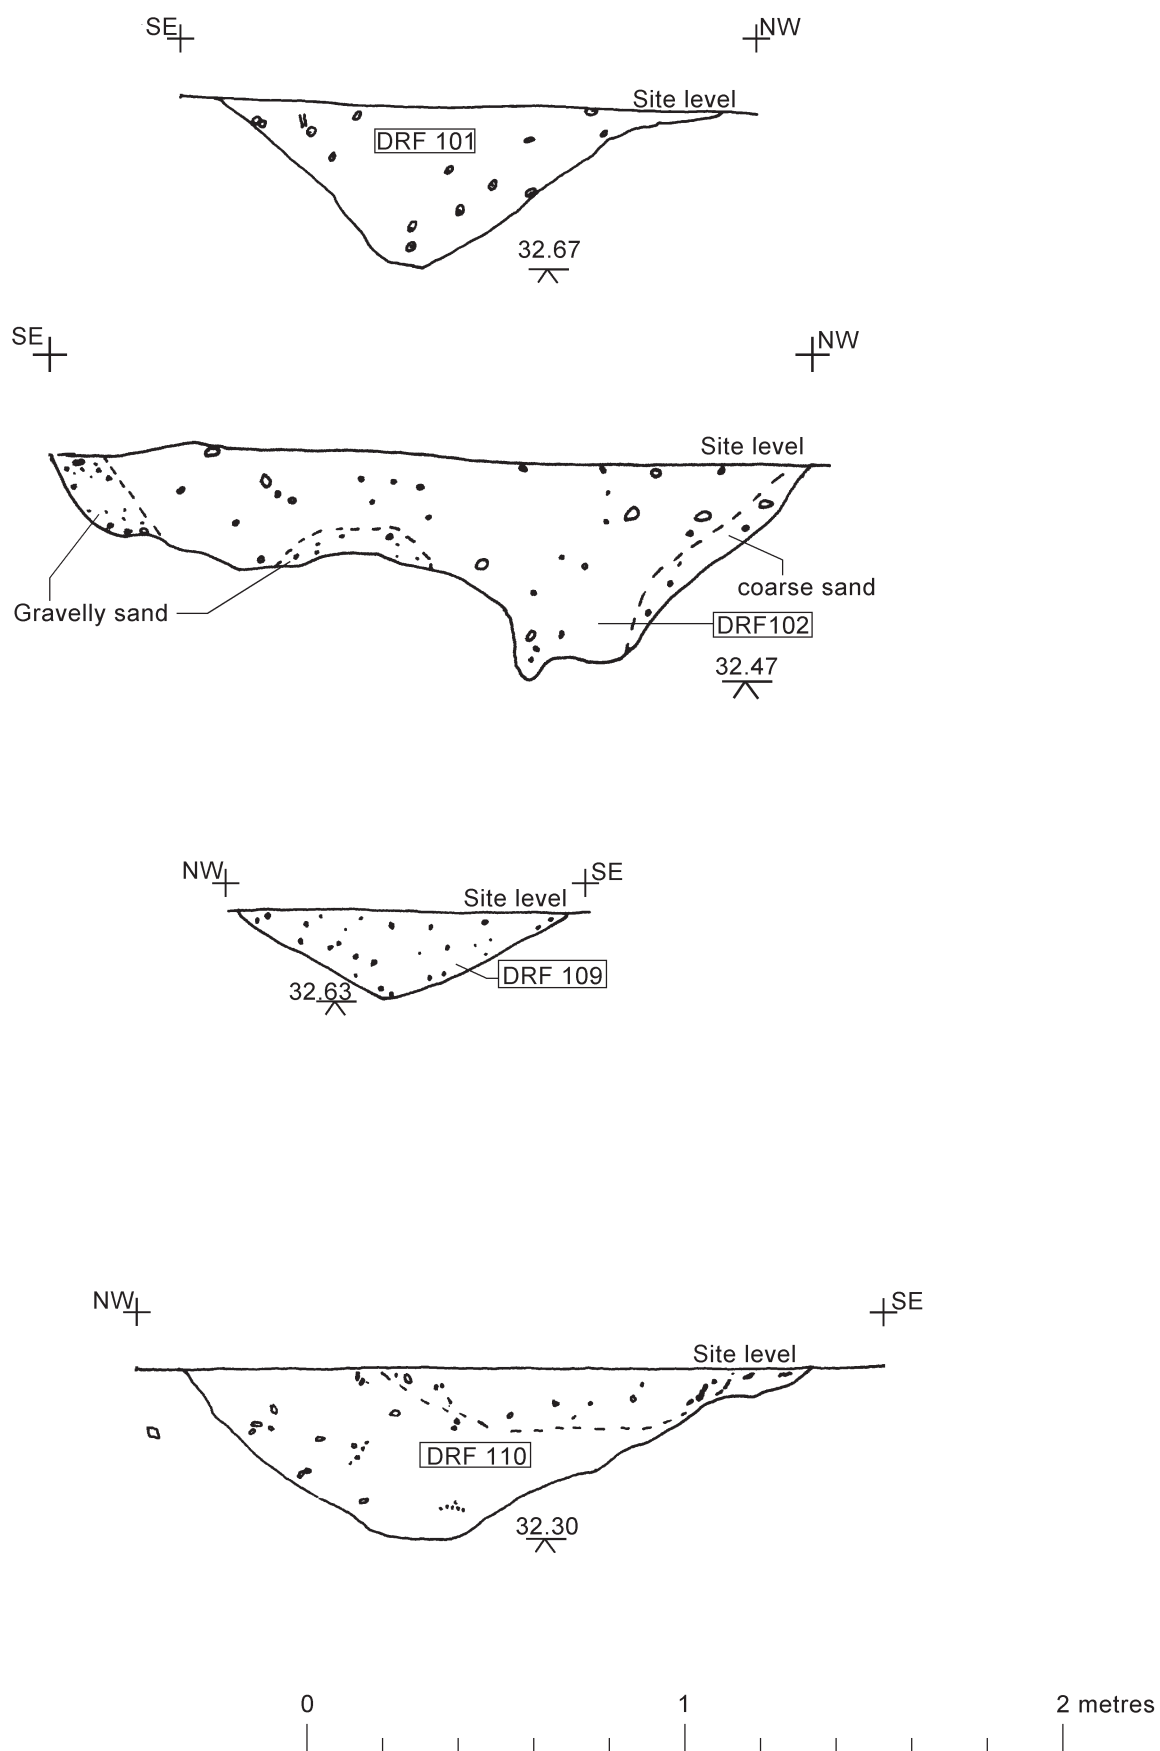 SE NW
Site level
DRF 101
32.67
SE NW
Site level
coarse sand
Gravelly sand
DRF102
32.47
NW SE
Site level
DRF 109
32.63
NW SE
Site level
DRF 110
32.30
0 1 2 metres